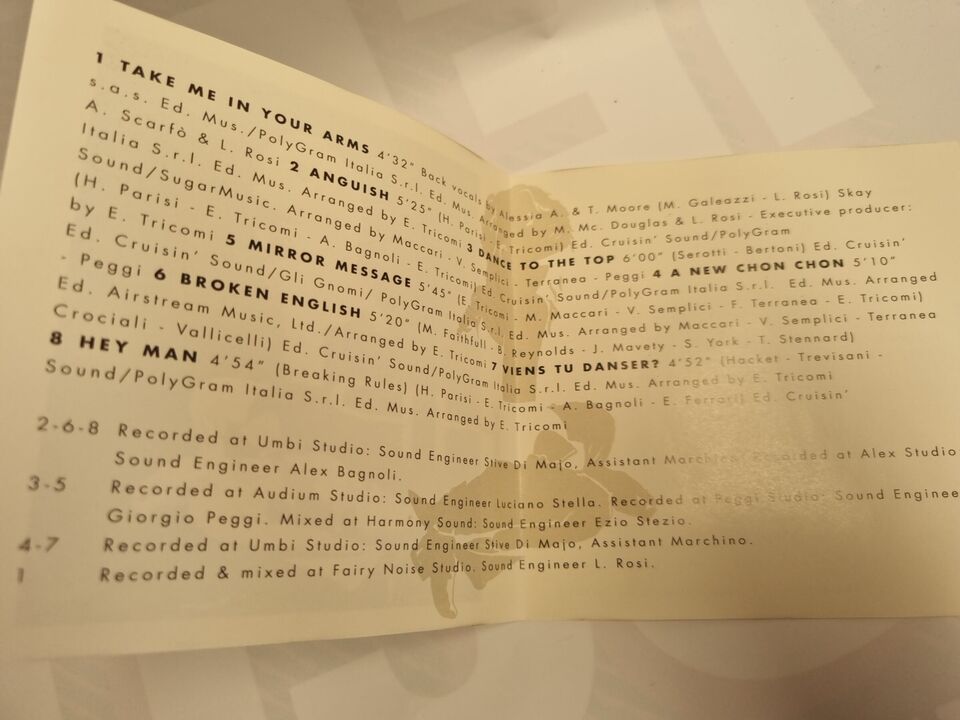 1 TAKE ME IN YOUR ARMS 4'32" Back vocals by Alessia A. & T. Moore (M. Galeazzi - L. Rosi) Skay
s.a.s. Ed. Mus./PolyGram Italia S.r.l. Ed. Mus. Arranged by M. Mc. Douglas & L. Rosi - Executive producer:
A. Scarfò & L. Rosi 2 ANGUISH 5'25" (H. Parisi - E. Tricomi) Ed. Cruisin' Sound/PolyGram
Italia S.r.l. Ed. Mus. Arranged by E. Tricomi 3 DANCE TO THE TOP 6'00" (Serotti - Bertoni) Ed. Cruisin'
Sound/SugarMusic. Arranged by Maccari - V. Semplici - Terranea - Peggi 4 A NEW CHON CHON 5'10"
(H. Parisi - E. Tricomi - A. Bagnoli - E. Tricomi) Ed. Cruisin' Sound/PolyGram Italia S.r.l. Ed. Mus. Arranged
by E. Tricomi 5 MIRROR MESSAGE 5'45" (E. Tricomi - M. Maccari - V. Semplici - F. Terranea - E. Tricomi)
Ed. Cruisin' Sound/Gli Gnomi/ PolyGram Italia S.r.l. Ed. Mus. Arranged by Maccari - V. Semplici - Terranea
- Peggi 6 BROKEN ENGLISH 5'20" (M. Faithfull - B. Reynolds - J. Mavety - S. York - T. Stennard)
Ed. Airstream Music, Ltd./Arranged by E. Tricomi 7 VIENS TU DANSER? 4'52" (Hacket - Trevisani -
Crociali - Vallicelli) Ed. Cruisin' Sound/PolyGram Italia S.r.l. Ed. Mus. Arranged by E. Tricomi
8 HEY MAN 4'54" (Breaking Rules) (H. Parisi - E. Tricomi - A. Bagnoli - E. Ferrari) Ed. Cruisin'
Sound/PolyGram Italia S.r.l. Ed. Mus. Arranged by E. Tricomi
2-6-8 Recorded at Umbi Studio: Sound Engineer Stive Di Majo, Assistant Marchino. Recorded at Alex Studio
Sound Engineer Alex Bagnoli.
3-5 Recorded at Audium Studio: Sound Engineer Luciano Stella. Recorded at Peggi Studio: Sound Enginee
Giorgio Peggi. Mixed at Harmony Sound: Sound Engineer Ezio Stezio.
4-7 Recorded at Umbi Studio: Sound Engineer Stive Di Majo, Assistant Marchino.
1 Recorded & mixed at Fairy Noise Studio. Sound Engineer L. Rosi.